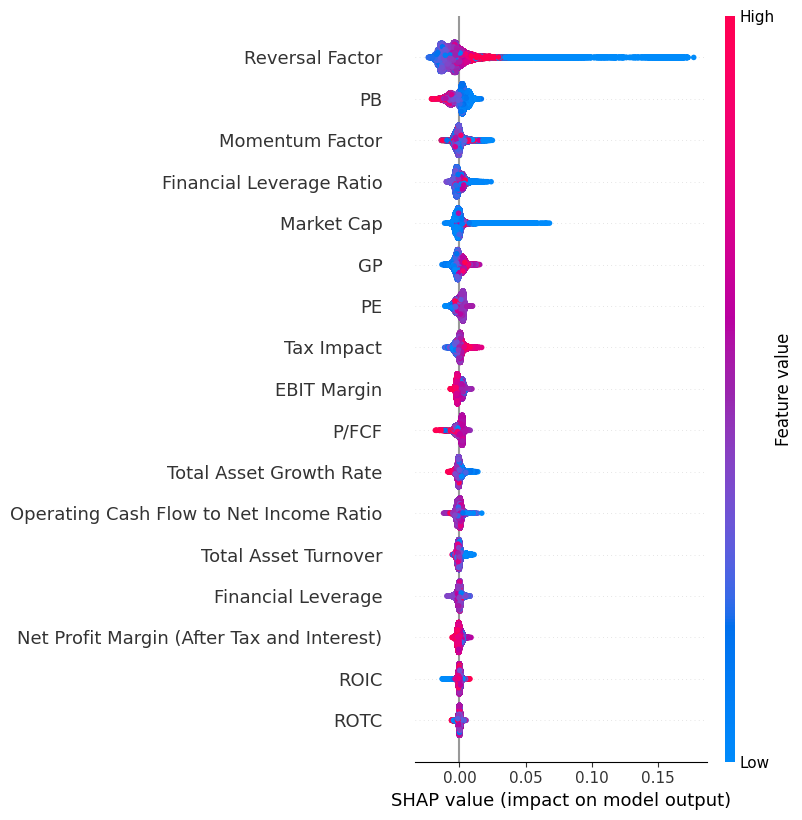 High
Reversal Factor
PB
Momentum Factor
Financial Leverage Ratio
Market Cap
GP
PE
Tax Impact
EBIT Margin
P/FCF
Total Asset Growth Rate
Operating Cash Flow to Net Income Ratio
Total Asset Turnover
Financial Leverage
Net Profit Margin (After Tax and Interest)
ROIC
ROTC
Feature value
Low
0.00 0.05 0.10 0.15
SHAP value (impact on model output)